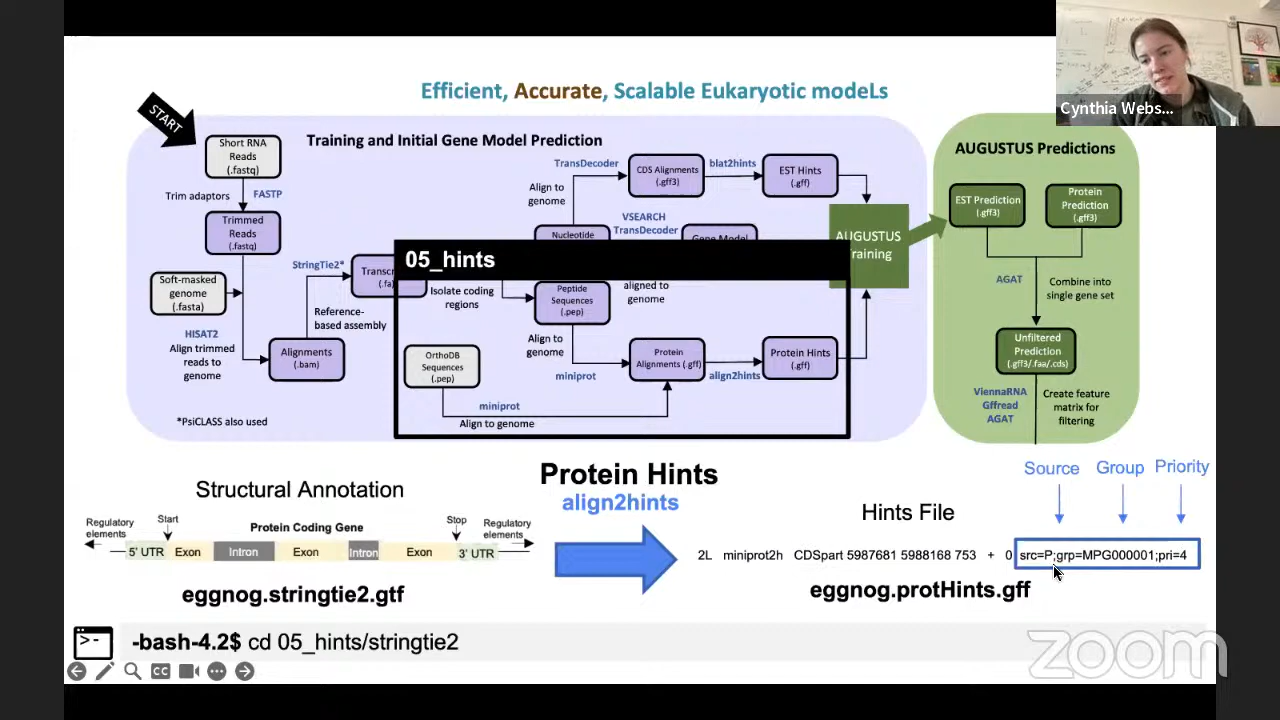 Efficient, Accurate, Scalable Eukaryotic modeLs
Cynthia Webs...
START
Training and Initial Gene Model Prediction
AUGUSTUS Predictions
Short RNA
Reads
(.fastq)
Trim adaptors
FASTP
Trimmed
Reads
(.fastq)
Soft-masked
genome
(.fasta)
HISAT2
Align trimmed
reads to
genome
StringTie2*
Reference-
based assembly
Alignments
(.bam)
*PsiCLASS also used
TransDecoder
Align to
genome
CDS Alignments
(.gff3)
blat2hints
EST Hints
(.gff)
VSEARCH
TransDecoder
Nucleotide
Gene Model
AUGUSTUS
05_hints
Isolate coding
regions
Peptide
Sequences
(.pep)
aligned to
genome
Align to
genome
miniprot
OrthoDB
Sequences
(.pep)
Protein
Alignments (.gff)
align2hints
Protein Hints
(.gff)
miniprot
Align to genome
EST Prediction
(.gff3)
Protein
Prediction
(.gff3)
AGAT
Combine into
single gene set
Unfiltered
Prediction
(.gff3/.faa/.cds)
ViennaRNA
Gffread
AGAT
Create feature
matrix for
filtering
Structural Annotation
Regulatory
elements
Start
Protein Coding Gene
Stop
Regulatory
elements
5' UTR Exon Intron Exon Intron Exon 3' UTR
eggnog.stringtie2.gtf
Protein Hints
align2hints
Source Group Priority
Hints File
2L miniprot2h CDSpart 5987681 5988168 753 + 0 src=P;grp=MPG000001;pri=4
eggnog.protHints.gff
>-
-bash-4.2$ cd 05_hints/stringtie2
CC
zoom